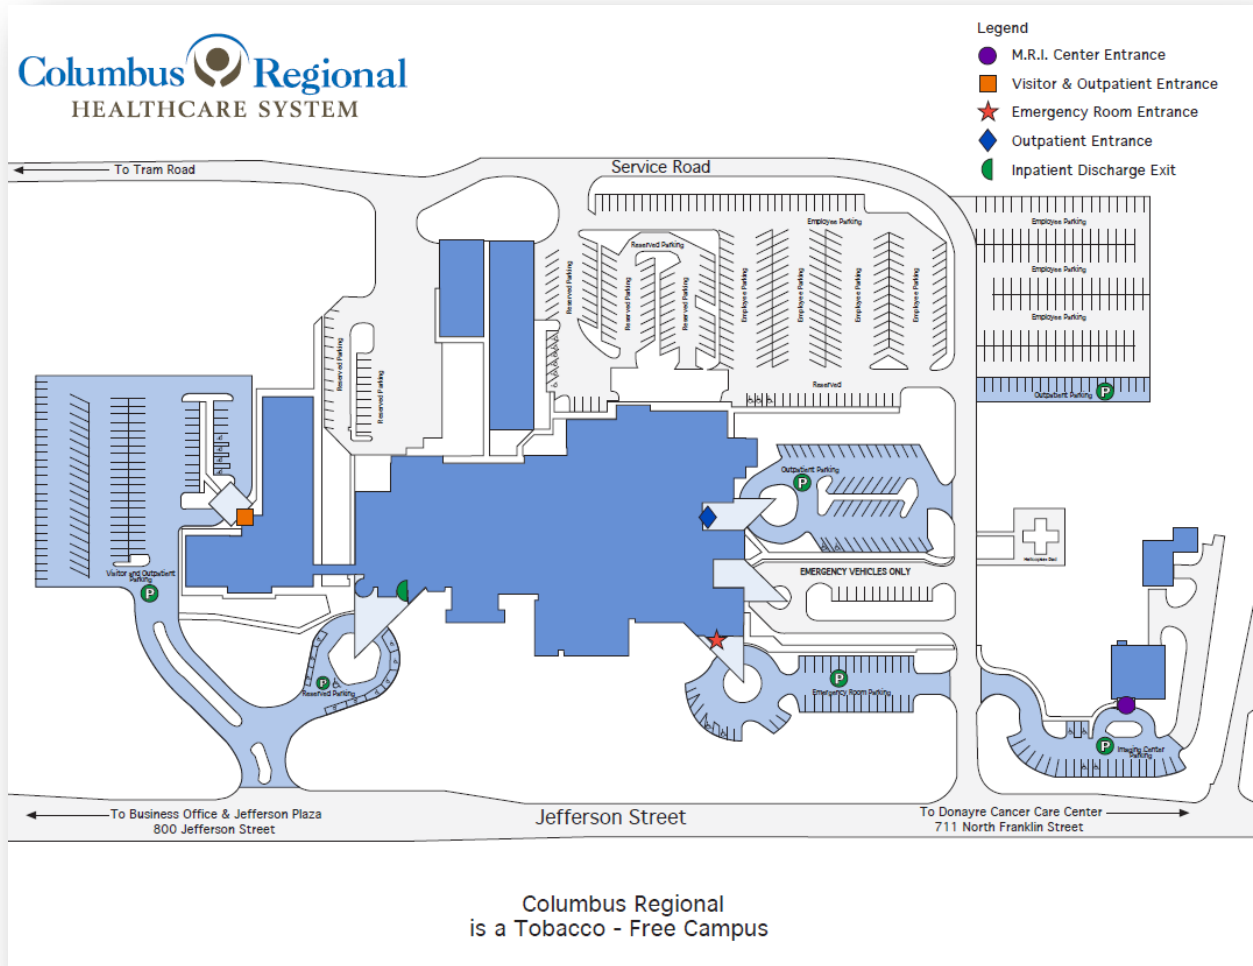 Columbus Regional
HEALTHCARE SYSTEM
Legend
M.R.I. Center Entrance
Visitor & Outpatient Entrance
Emergency Room Entrance
Outpatient Entrance
Inpatient Discharge Exit
To Tram Road
Service Road
Employee Parking
Employee Parking
Employee Parking
Employee Parking
Reserved Parking
Reserved Parking
Reserved Parking
Reserved Parking
Employee Parking
Employee Parking
Employee Parking
Employee Parking
Reserved Parking
Reserved Parking
Reserved
Outpatient Parking
P
Outpatient Parking
P
Helicopter Pad
EMERGENCY VEHICLES ONLY
Visitor and Outpatient
Parking
P
P
Reserved Parking
P
Emergency Room Parking
P
Imaging Center
Parking
To Business Office & Jefferson Plaza
800 Jefferson Street
Jefferson Street
To Donayre Cancer Care Center
711 North Franklin Street
Columbus Regional
is a Tobacco - Free Campus